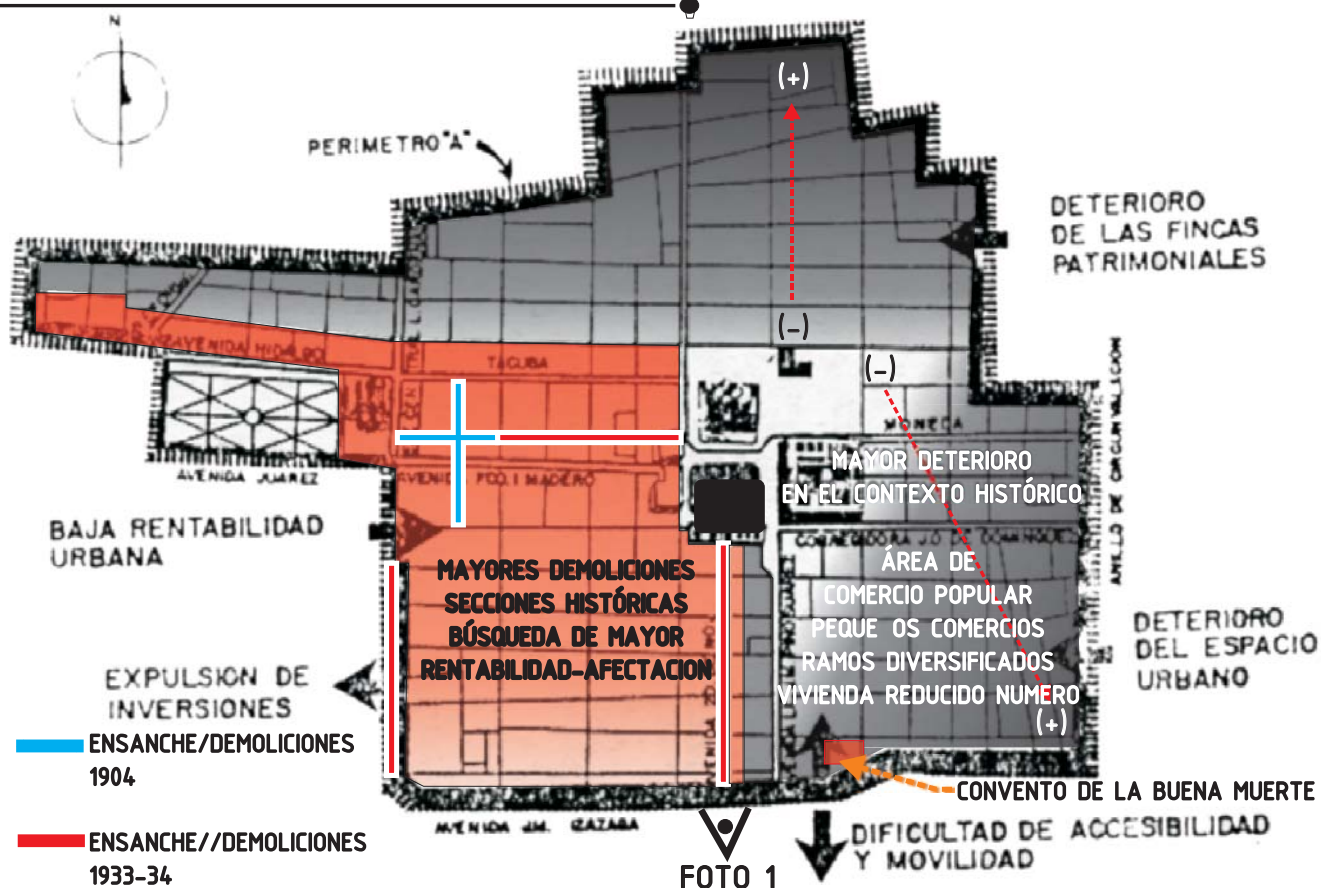 N
PERIMETRO "A"
(+)
DETERIORO
DE LAS FINCAS
PATRIMONIALES
(-)
AVENIDA HIDALGO
TACUBA
(-)
MONEDA
ANILLO DE CIRCUNVALACION
AVENIDA JUAREZ
AVENIDA FCO. I MADERO
MAYOR DETERIORO
EN EL CONTEXTO HISTÓRICO
BAJA RENTABILIDAD
URBANA
ÁREA DE
COMERCIO POPULAR
PEQUE OS COMERCIOS
RAMOS DIVERSIFICADOS
VIVIENDA REDUCIDO NUMERO
(+)
MAYORES DEMOLICIONES
SECCIONES HISTÓRICAS
BÚSQUEDA DE MAYOR
RENTABILIDAD-AFECTACION
DETERIORO
DEL ESPACIO
URBANO
EXPULSION DE
INVERSIONES
ENSANCHE/DEMOLICIONES
1904
CONVENTO DE LA BUENA MUERTE
AVENIDA J.M. IZAZAGA
DIFICULTAD DE ACCESIBILIDAD
Y MOVILIDAD
ENSANCHE//DEMOLICIONES
1933-34
FOTO 1